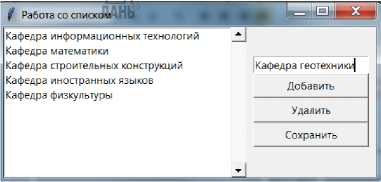 Работа со списком
Кафедра информационных технологий
Кафедра математики
Кафедра строительных конструкций
Кафедра иностранных языков
Кафедра физкультуры
Кафедра геотехники
Добавить
Удалить
Сохранить